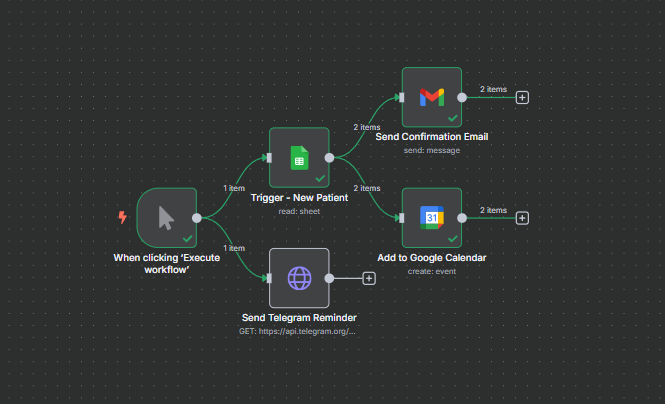 2 items
Send Confirmation Email
send: message
2 items
1 item
Trigger - New Patient
read: sheet
2 items
31
2 items
When clicking ‘Execute
workflow’
1 item
Add to Google Calendar
create: event
Send Telegram Reminder
GET: https://api.telegram.org/...